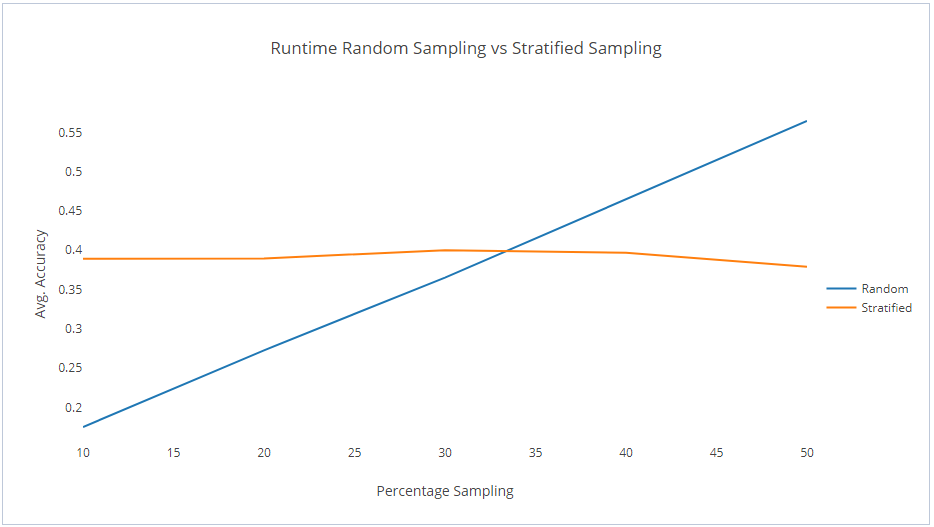 Runtime Random Sampling vs Stratified Sampling
0.55
0.5
0.45
0.4
0.35
0.3
0.25
0.2
Avg. Accuracy
Random
Stratified
10 15 20 25 30 35 40 45 50
Percentage Sampling